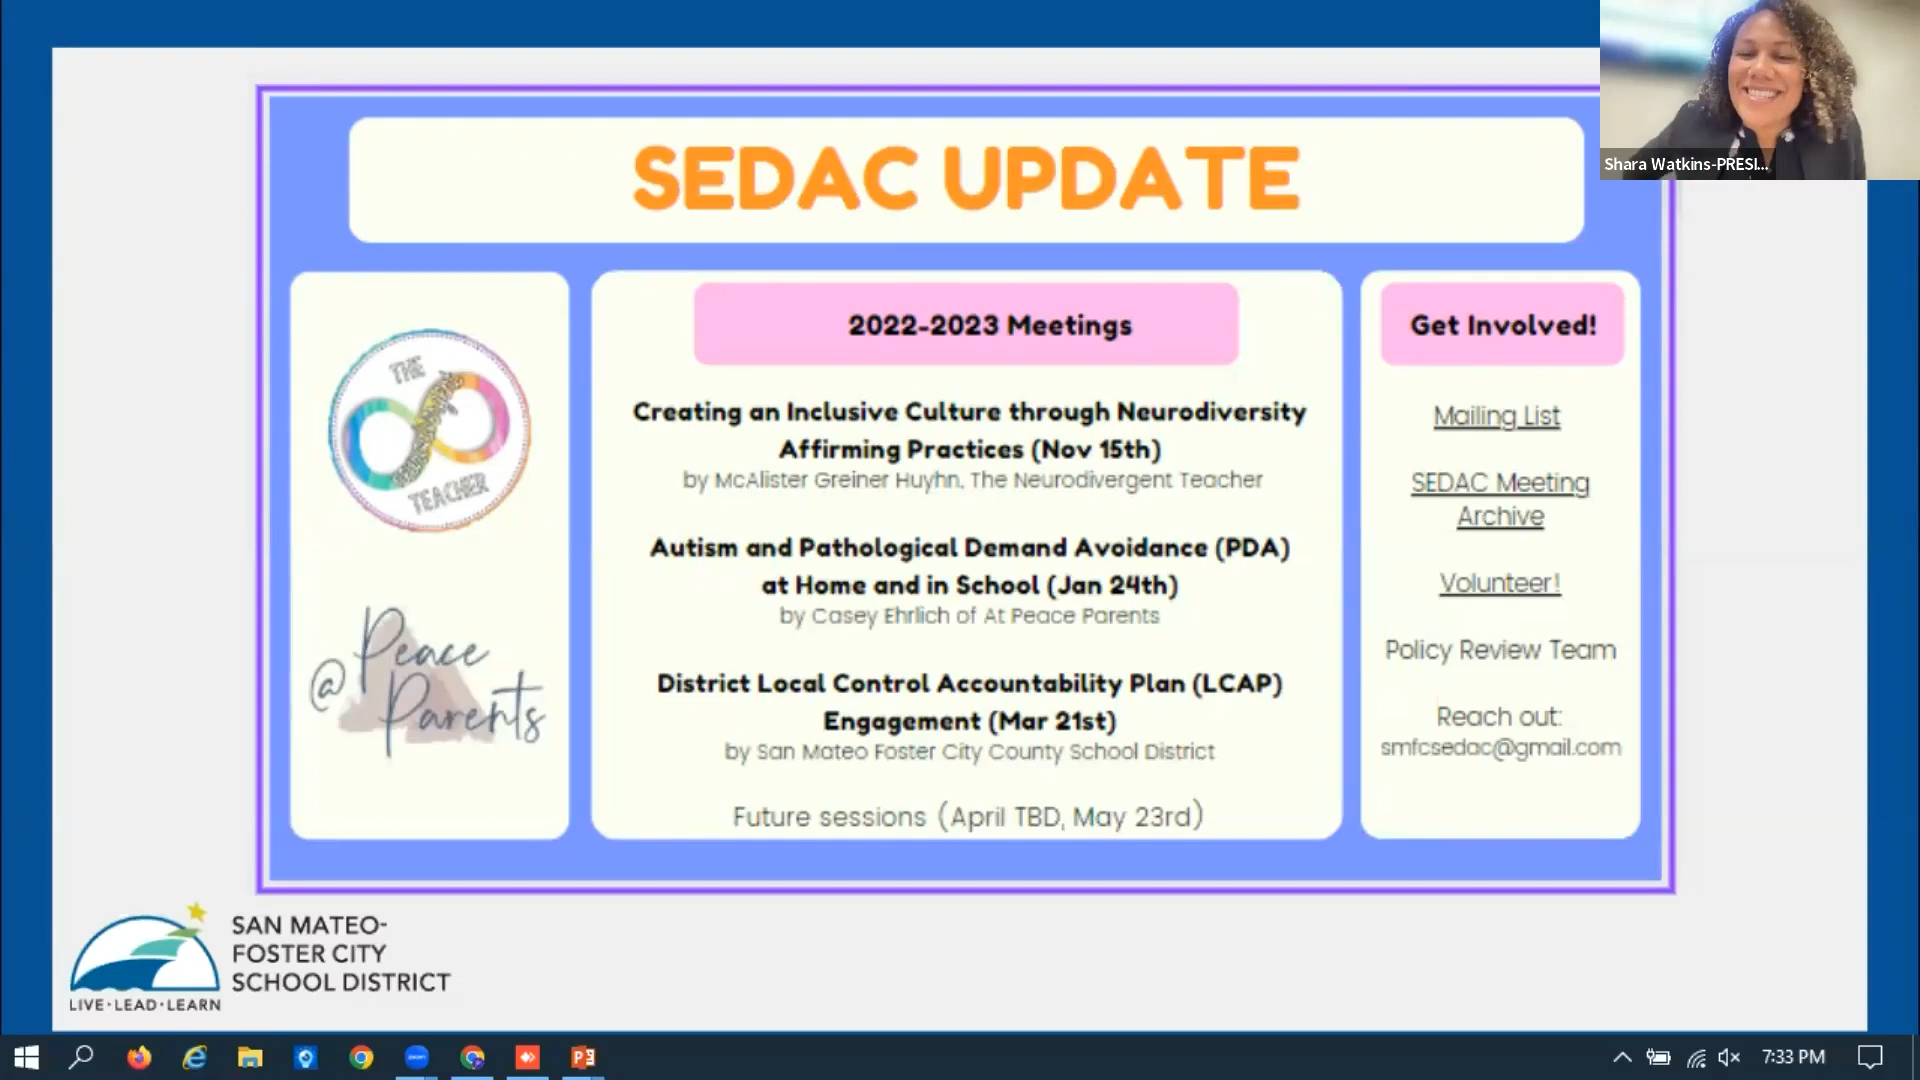 Shara Watkins-PRESI...
SEDAC UPDATE
THE
TEACHER
@Peace
Parents
2022-2023 Meetings
Creating an Inclusive Culture through Neurodiversity
Affirming Practices (Nov 15th)
by McAlister Greiner Huyhn, The Neurodivergent Teacher
Autism and Pathological Demand Avoidance (PDA)
at Home and in School (Jan 24th)
by Casey Ehrlich of At Peace Parents
District Local Control Accountability Plan (LCAP)
Engagement (Mar 21st)
by San Mateo Foster City County School District
Future sessions (April TBD, May 23rd)
Get Involved!
Mailing List
SEDAC Meeting
Archive
Volunteer!
Policy Review Team
Reach out:
smfcsedac@gmail.com
SAN MATEO-
FOSTER CITY
SCHOOL DISTRICT
LIVE·LEAD·LEARN
7:33 PM